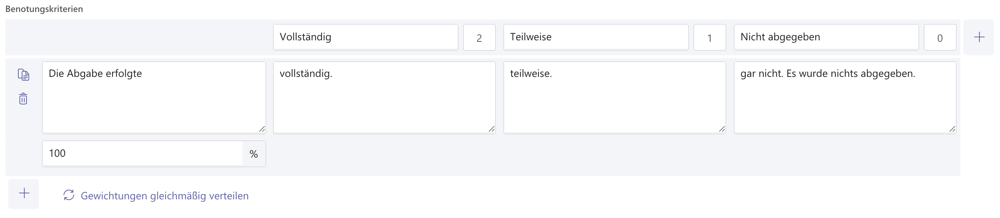 Benotungskriterien
Vollständig 2 Teilweise 1 Nicht abgegeben 0
Die Abgabe erfolgte vollständig. teilweise. gar nicht. Es wurde nichts abgegeben.
100 %
Gewichtungen gleichmäßig verteilen